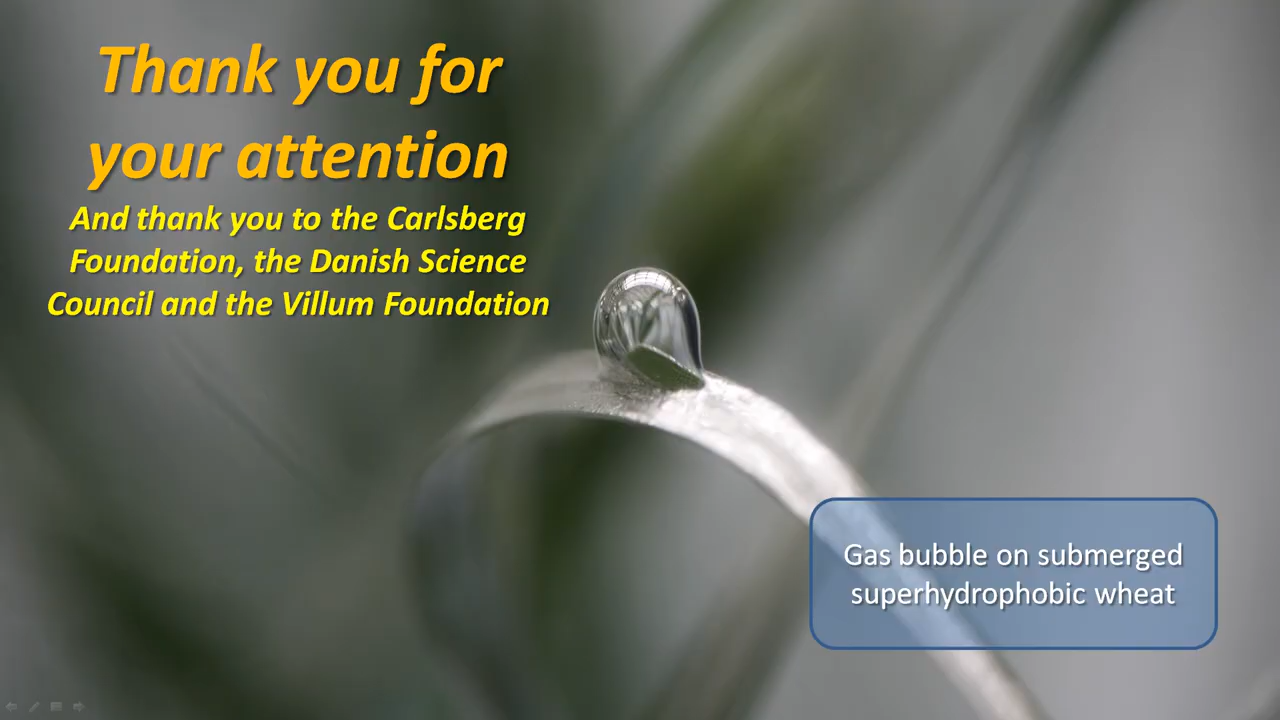 Thank you for
your attention
And thank you to the Carlsberg
Foundation, the Danish Science
Council and the Villum Foundation
Gas bubble on submerged
superhydrophobic wheat